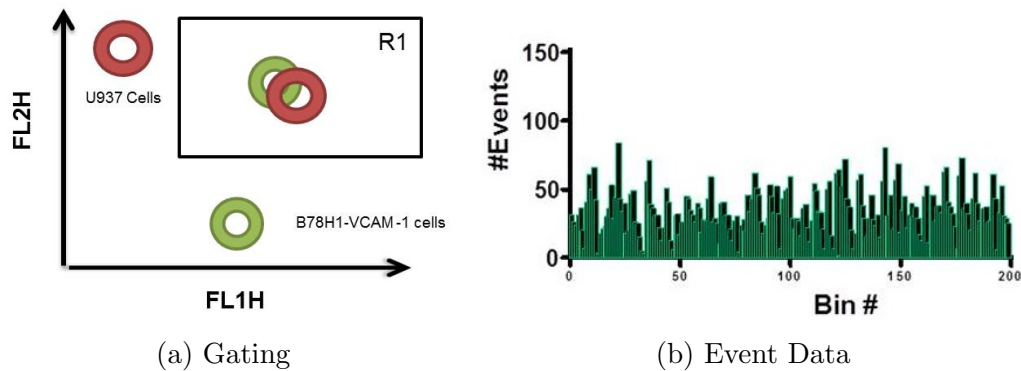 FL2H
U937 Cells
R1
B78H1-VCAM-1 cells
FL1H
(a) Gating
#Events
150
100
50
0
0 50 100 150 200
Bin #
(b) Event Data